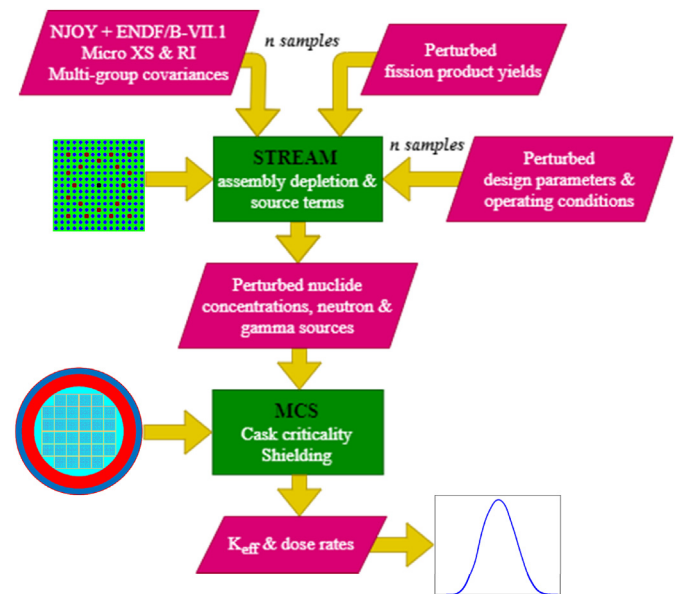 NJOY + ENDF/B-VII.1
Micro XS & RI
Multi-group covariances
n samples
Perturbed
fission product yields
STREAM
assembly depletion &
source terms
n samples
Perturbed
design parameters &
operating conditions
Perturbed nuclide
concentrations, neutron &
gamma sources
MCS
Cask criticality
Shielding
Keff & dose rates